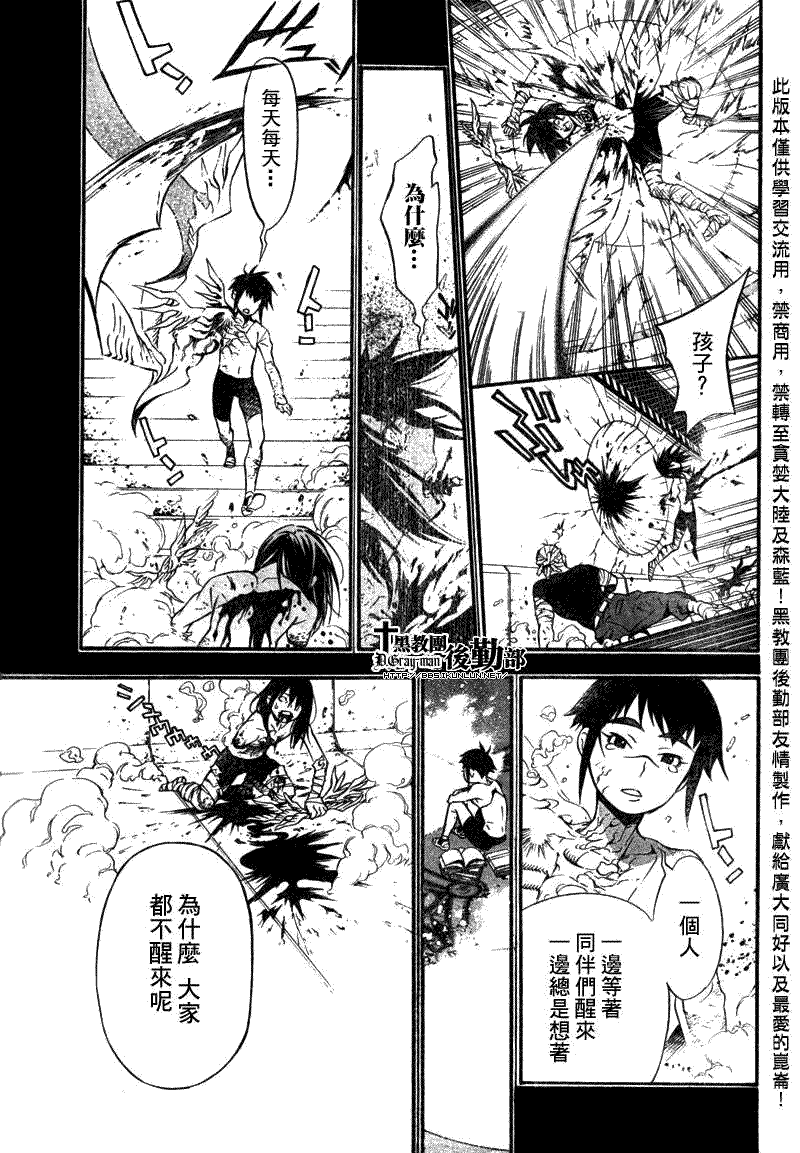 孩子?
為什麼…
每天每天…
一個人
一邊等著
同伴們醒來
一邊總是想著
為什麼 大家
都不醒來呢
黑教團
D.Gray-man 後勤部
HTTP://BBS.IKUNLUN.NET/
此版本僅供學習交流用，禁商用，禁轉至貪婪大陸及森藍！黑教團後勤部友情製作，獻給廣大同好以及最愛的崑崙！